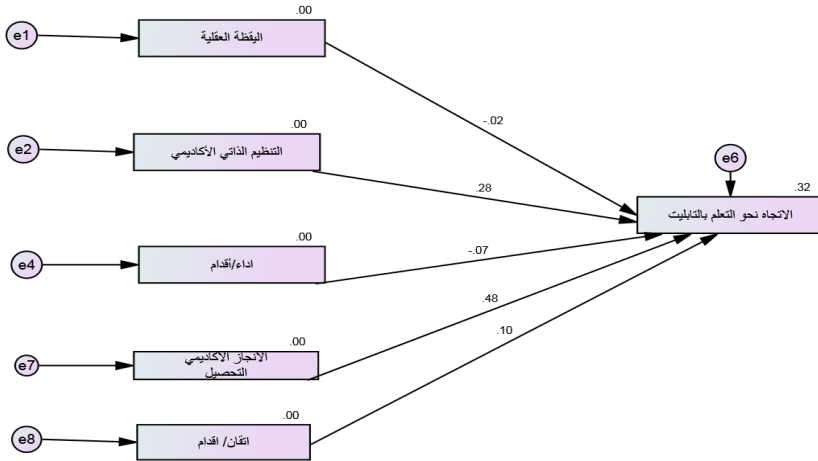 .00
e1
اليقظة العقلية
-.02
.00
e2
التنظيم الذاتي الأكاديمي
.28
e6
.32
الاتجاه نحو التعلم بالتابليت
.00
e4
اداء/أقدام
-.07
.48
.10
.00
e7
الانجاز الاكاديمي
التحصيل
.00
e8
اتقان/ اقدام